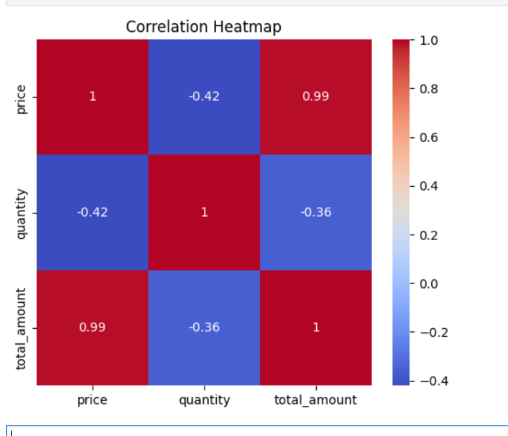 Correlation Heatmap
price
1
-0.42
0.99
quantity
-0.42
1
-0.36
total_amount
0.99
-0.36
1
price
quantity
total_amount
1.0
0.8
0.6
0.4
0.2
0.0
−0.2
−0.4